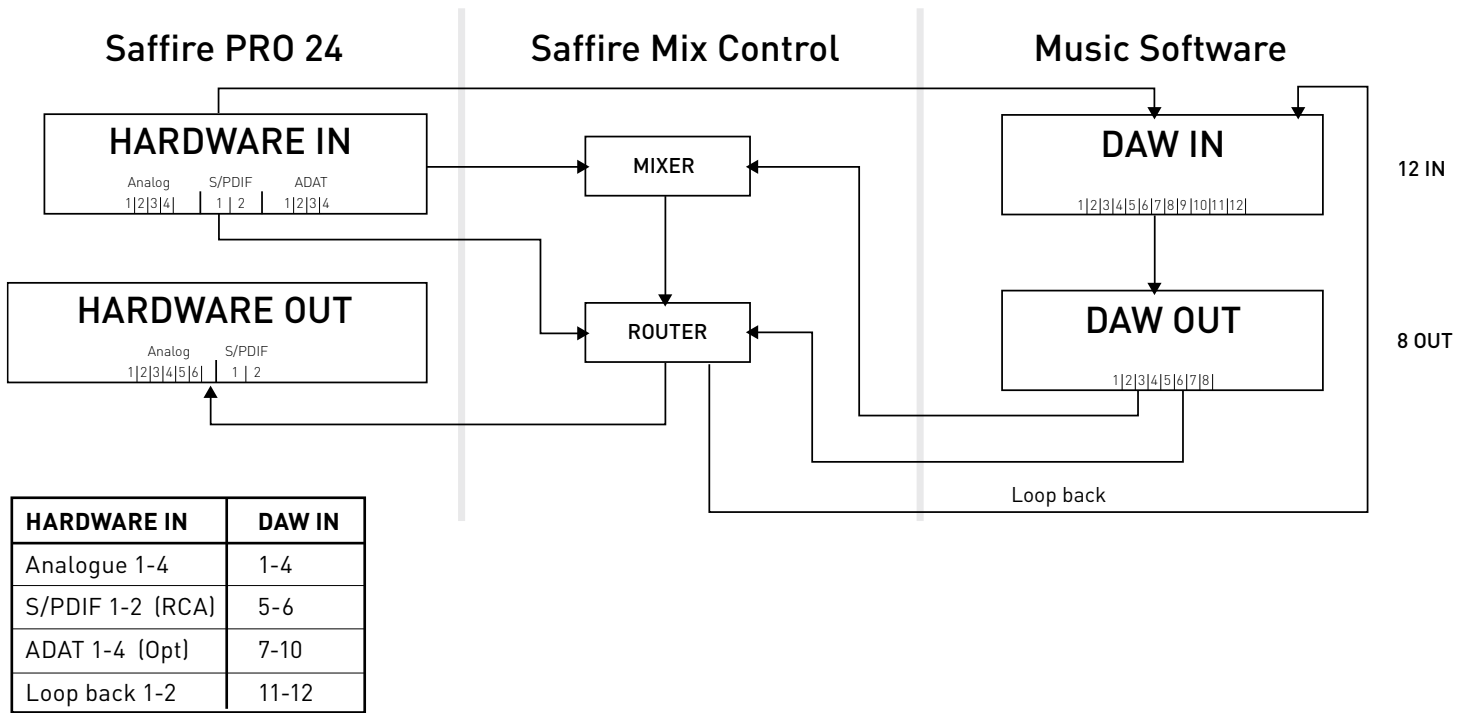 Saffire PRO 24
Saffire Mix Control
Music Software
HARDWARE IN
Analog S/PDIF ADAT
1|2|3|4| | 1 | 2 | 1|2|3|4
MIXER
DAW IN
1|2|3|4|5|6|7|8|9|10|11|12|
12 IN
HARDWARE OUT
Analog S/PDIF
1|2|3|4|5|6| | 1 | 2
ROUTER
DAW OUT
1|2|3|4|5|6|7|8|
8 OUT
Loop back
HARDWARE IN DAW IN
Analogue 1-4 1-4
S/PDIF 1-2 (RCA) 5-6
ADAT 1-4 (Opt) 7-10
Loop back 1-2 11-12